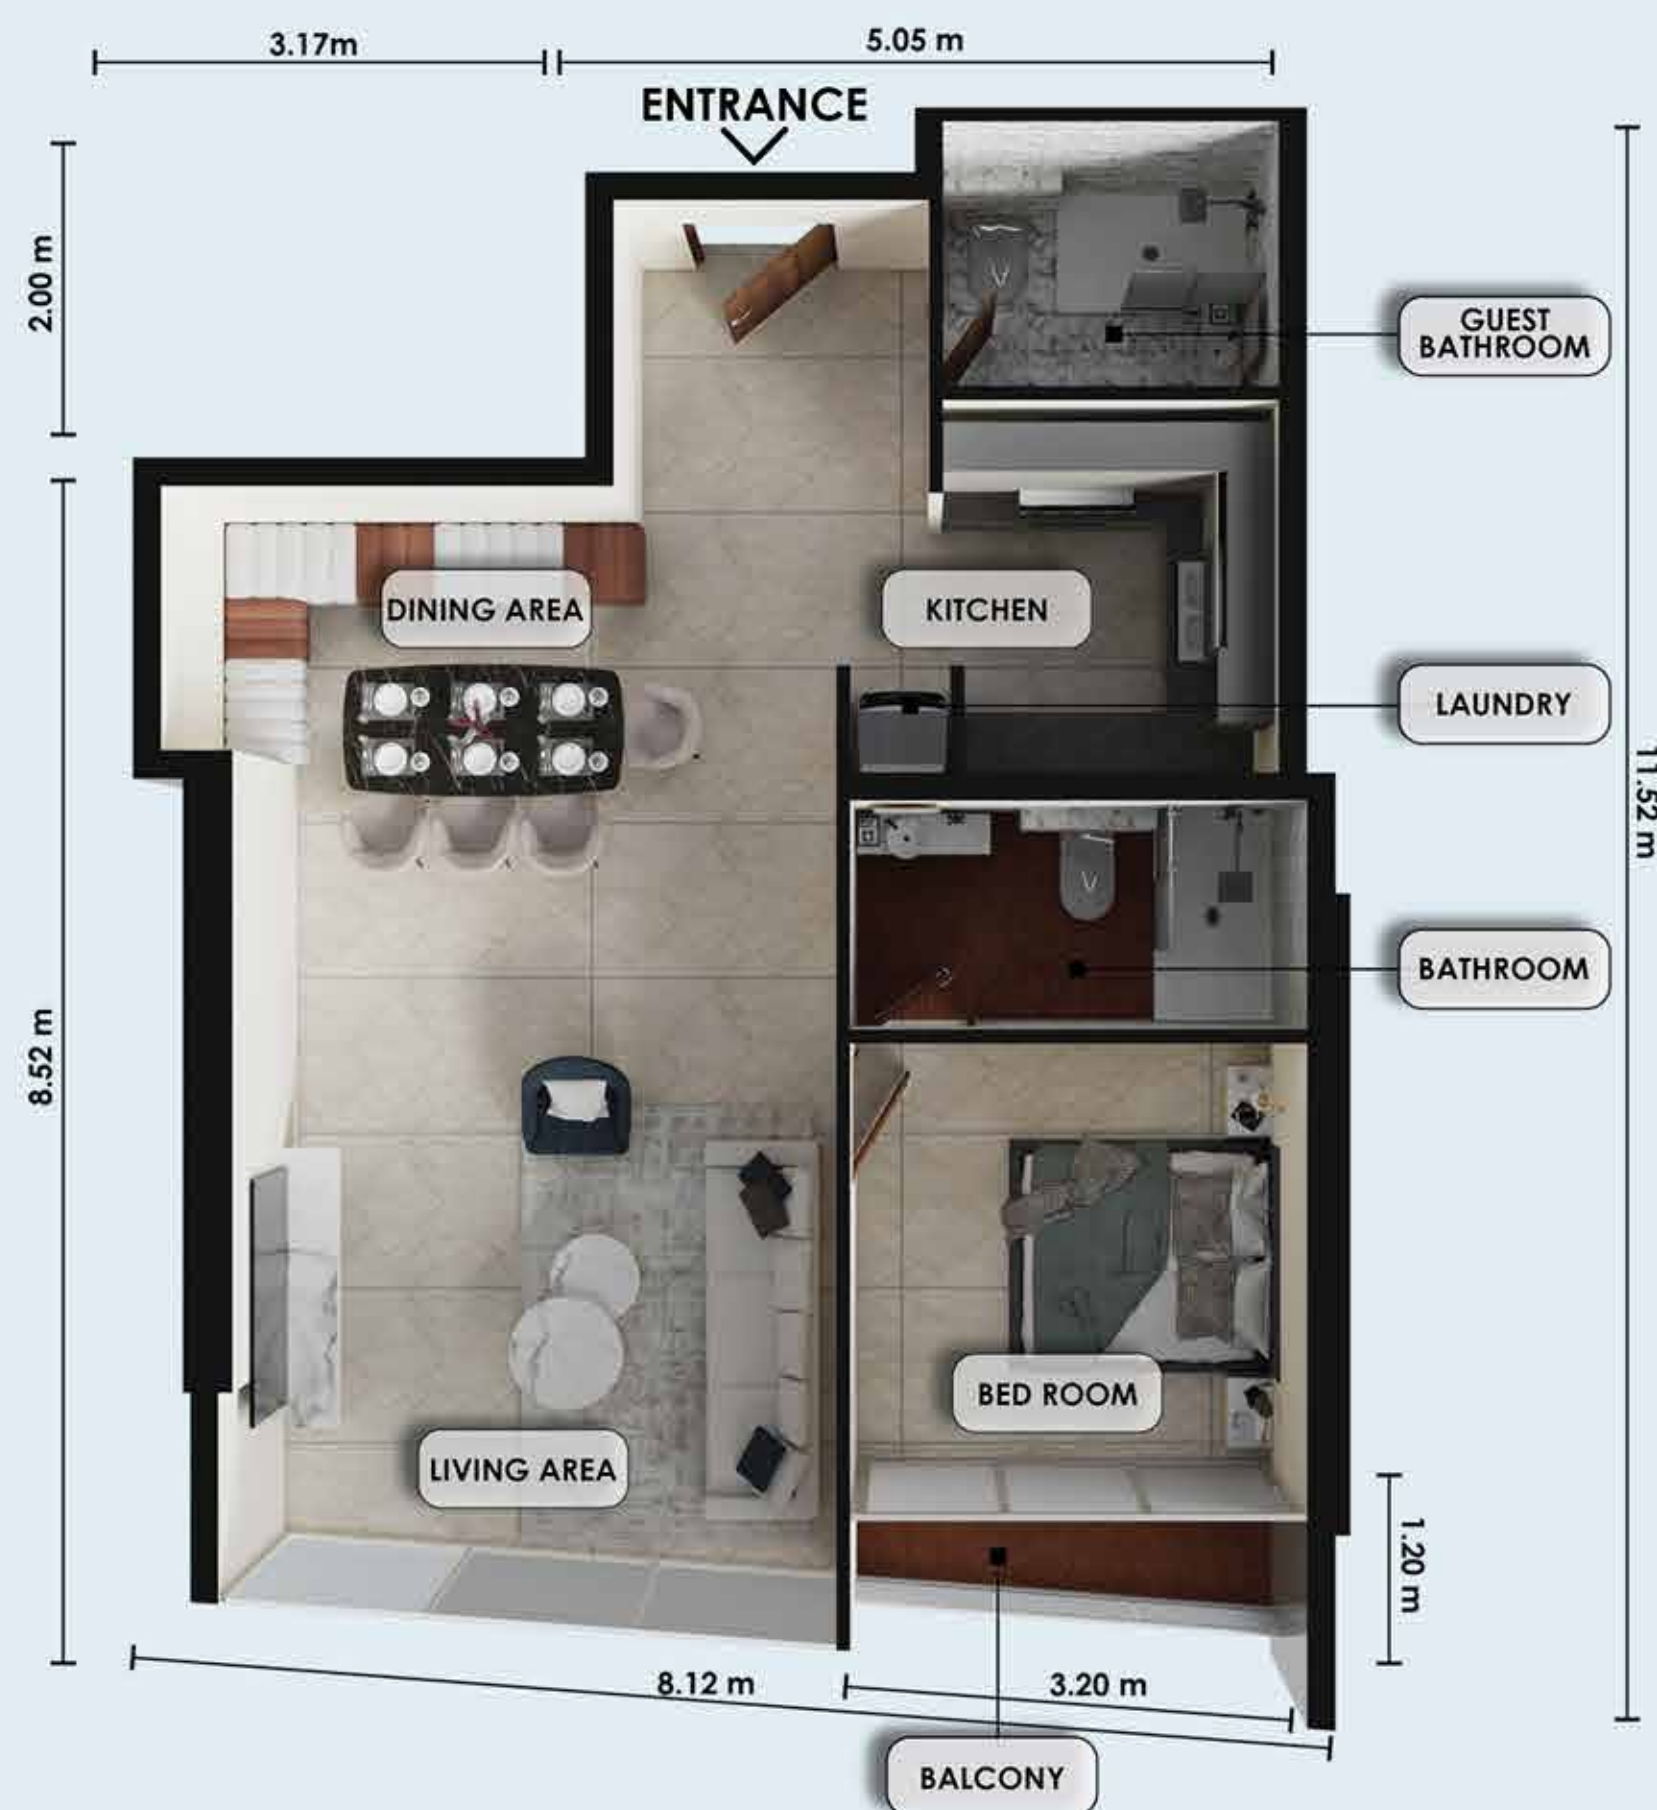 3.17m
5.05 m
ENTRANCE
2.00 m
GUEST
BATHROOM
DINING AREA
KITCHEN
LAUNDRY
11.52 m
BATHROOM
8.52 m
BED ROOM
LIVING AREA
1.20 m
8.12 m
3.20 m
BALCONY